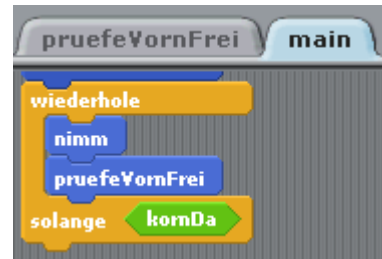 pruefeVornFrei main
wiederhole
nimm
pruefeVornFrei
solange kornDa